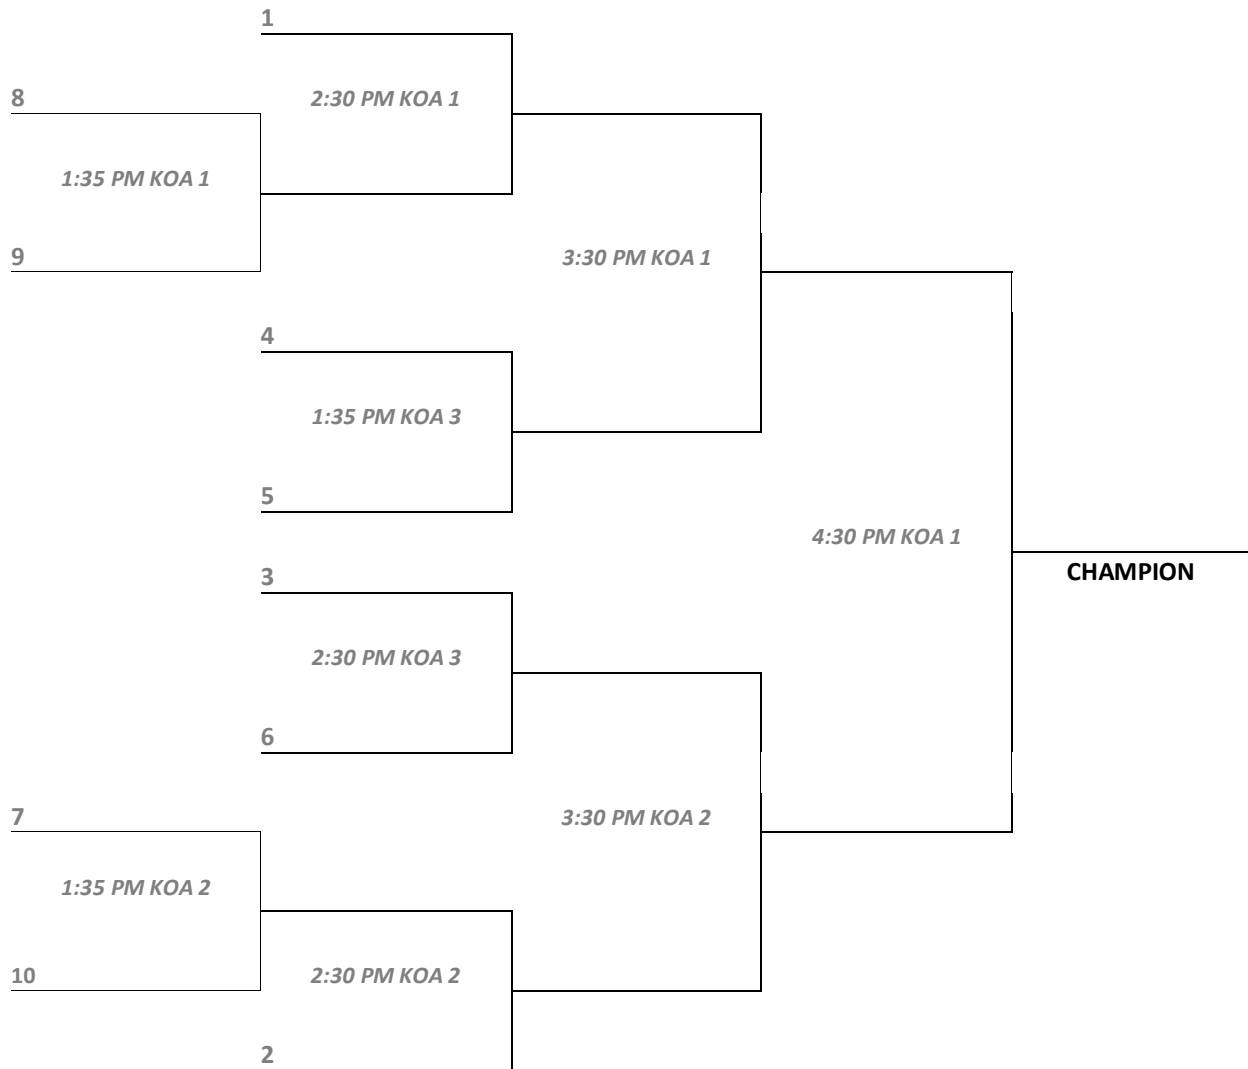 1
8
2:30 PM KOA 1
1:35 PM KOA 1
9
3:30 PM KOA 1
4
1:35 PM KOA 3
5
4:30 PM KOA 1
CHAMPION
3
2:30 PM KOA 3
6
7
3:30 PM KOA 2
1:35 PM KOA 2
10
2:30 PM KOA 2
2